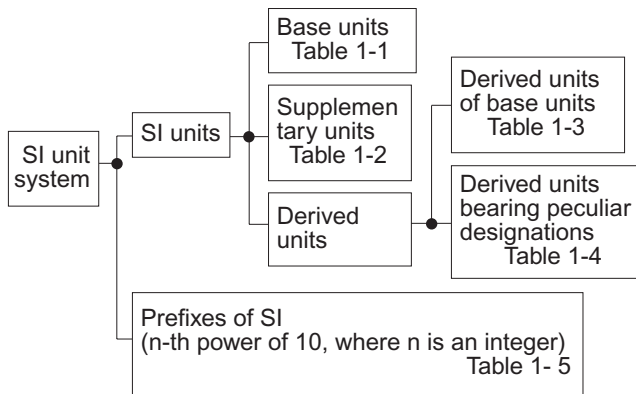 SI unit
system
SI units
Base units
Table 1-1
Supplemen
tary units
Table 1-2
Derived
units
Derived units
of base units
Table 1-3
Derived units
bearing peculiar
designations
Table 1-4
Prefixes of SI
(n-th power of 10, where n is an integer)
Table 1- 5